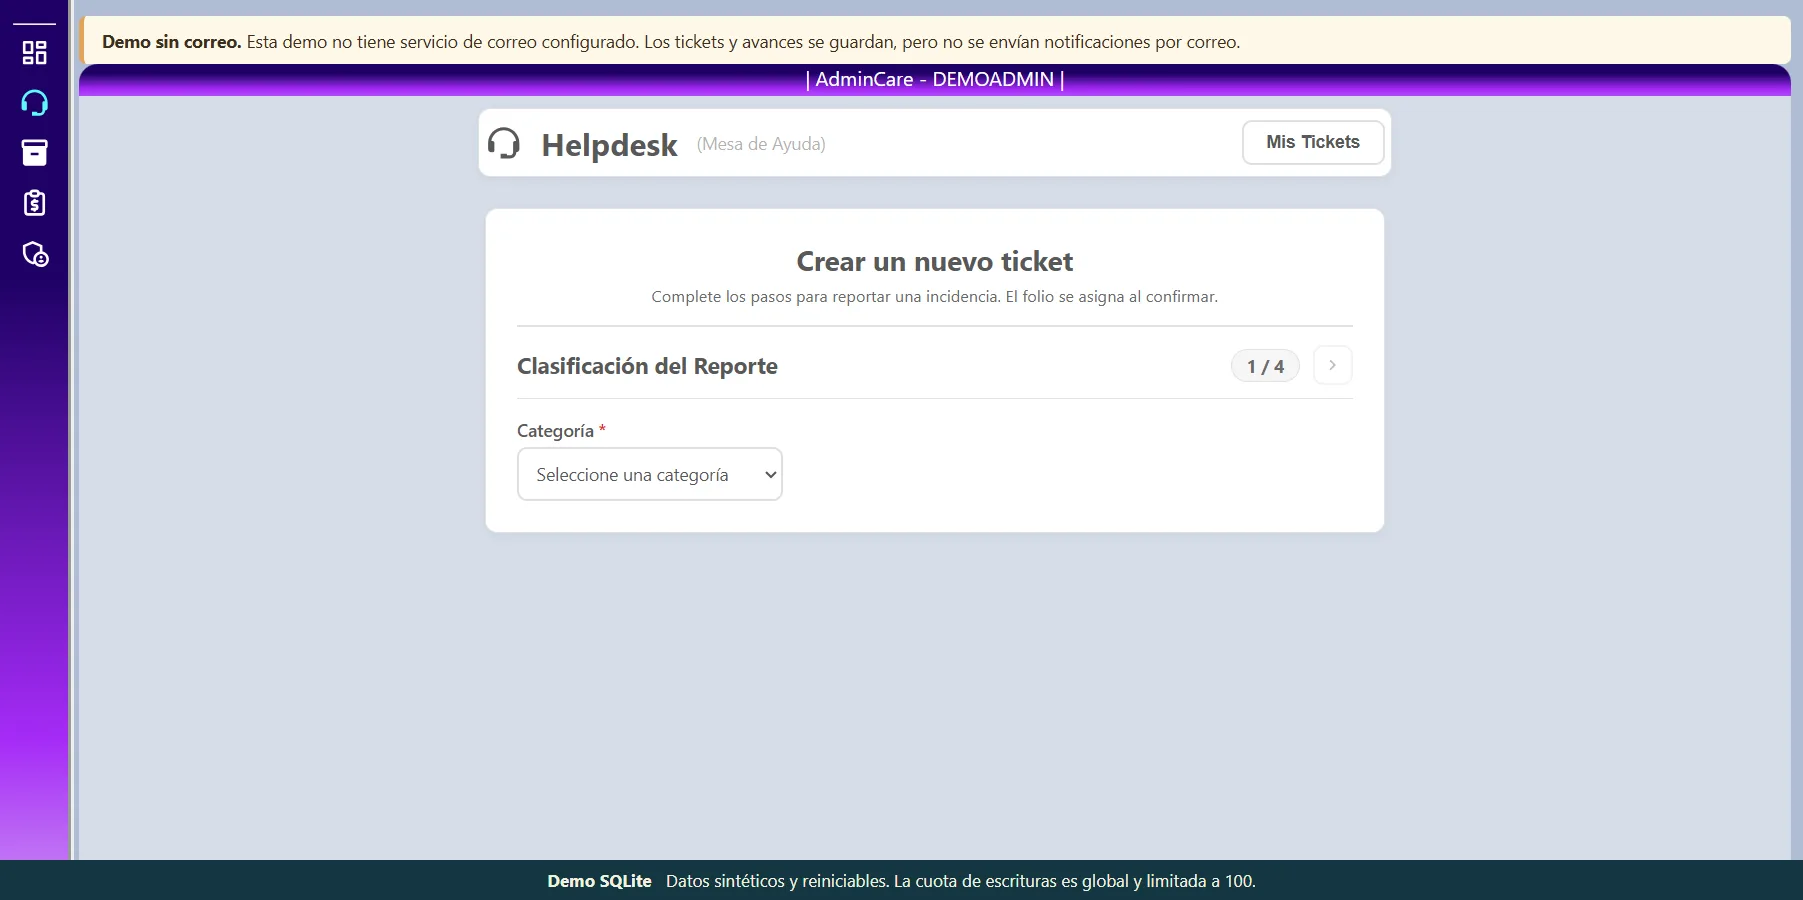 Demo sin correo. Esta demo no tiene servicio de correo configurado. Los tickets y avances se guardan, pero no se envían notificaciones por correo.
| AdminCare - DEMOADMIN |
Helpdesk (Mesa de Ayuda)
Mis Tickets
Crear un nuevo ticket
Complete los pasos para reportar una incidencia. El folio se asigna al confirmar.
Clasificación del Reporte
1 / 4
Categoría *
Seleccione una categoría
Demo SQLite Datos sintéticos y reiniciables. La cuota de escrituras es global y limitada a 100.